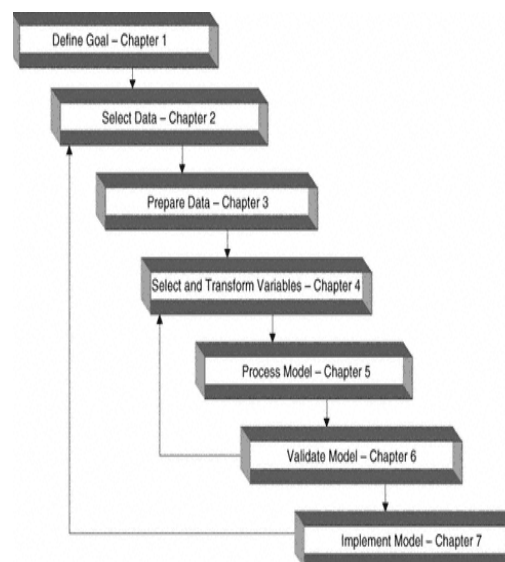 Define Goal – Chapter 1
Select Data – Chapter 2
Prepare Data – Chapter 3
Select and Transform Variables – Chapter 4
Process Model – Chapter 5
Validate Model – Chapter 6
Implement Model – Chapter 7